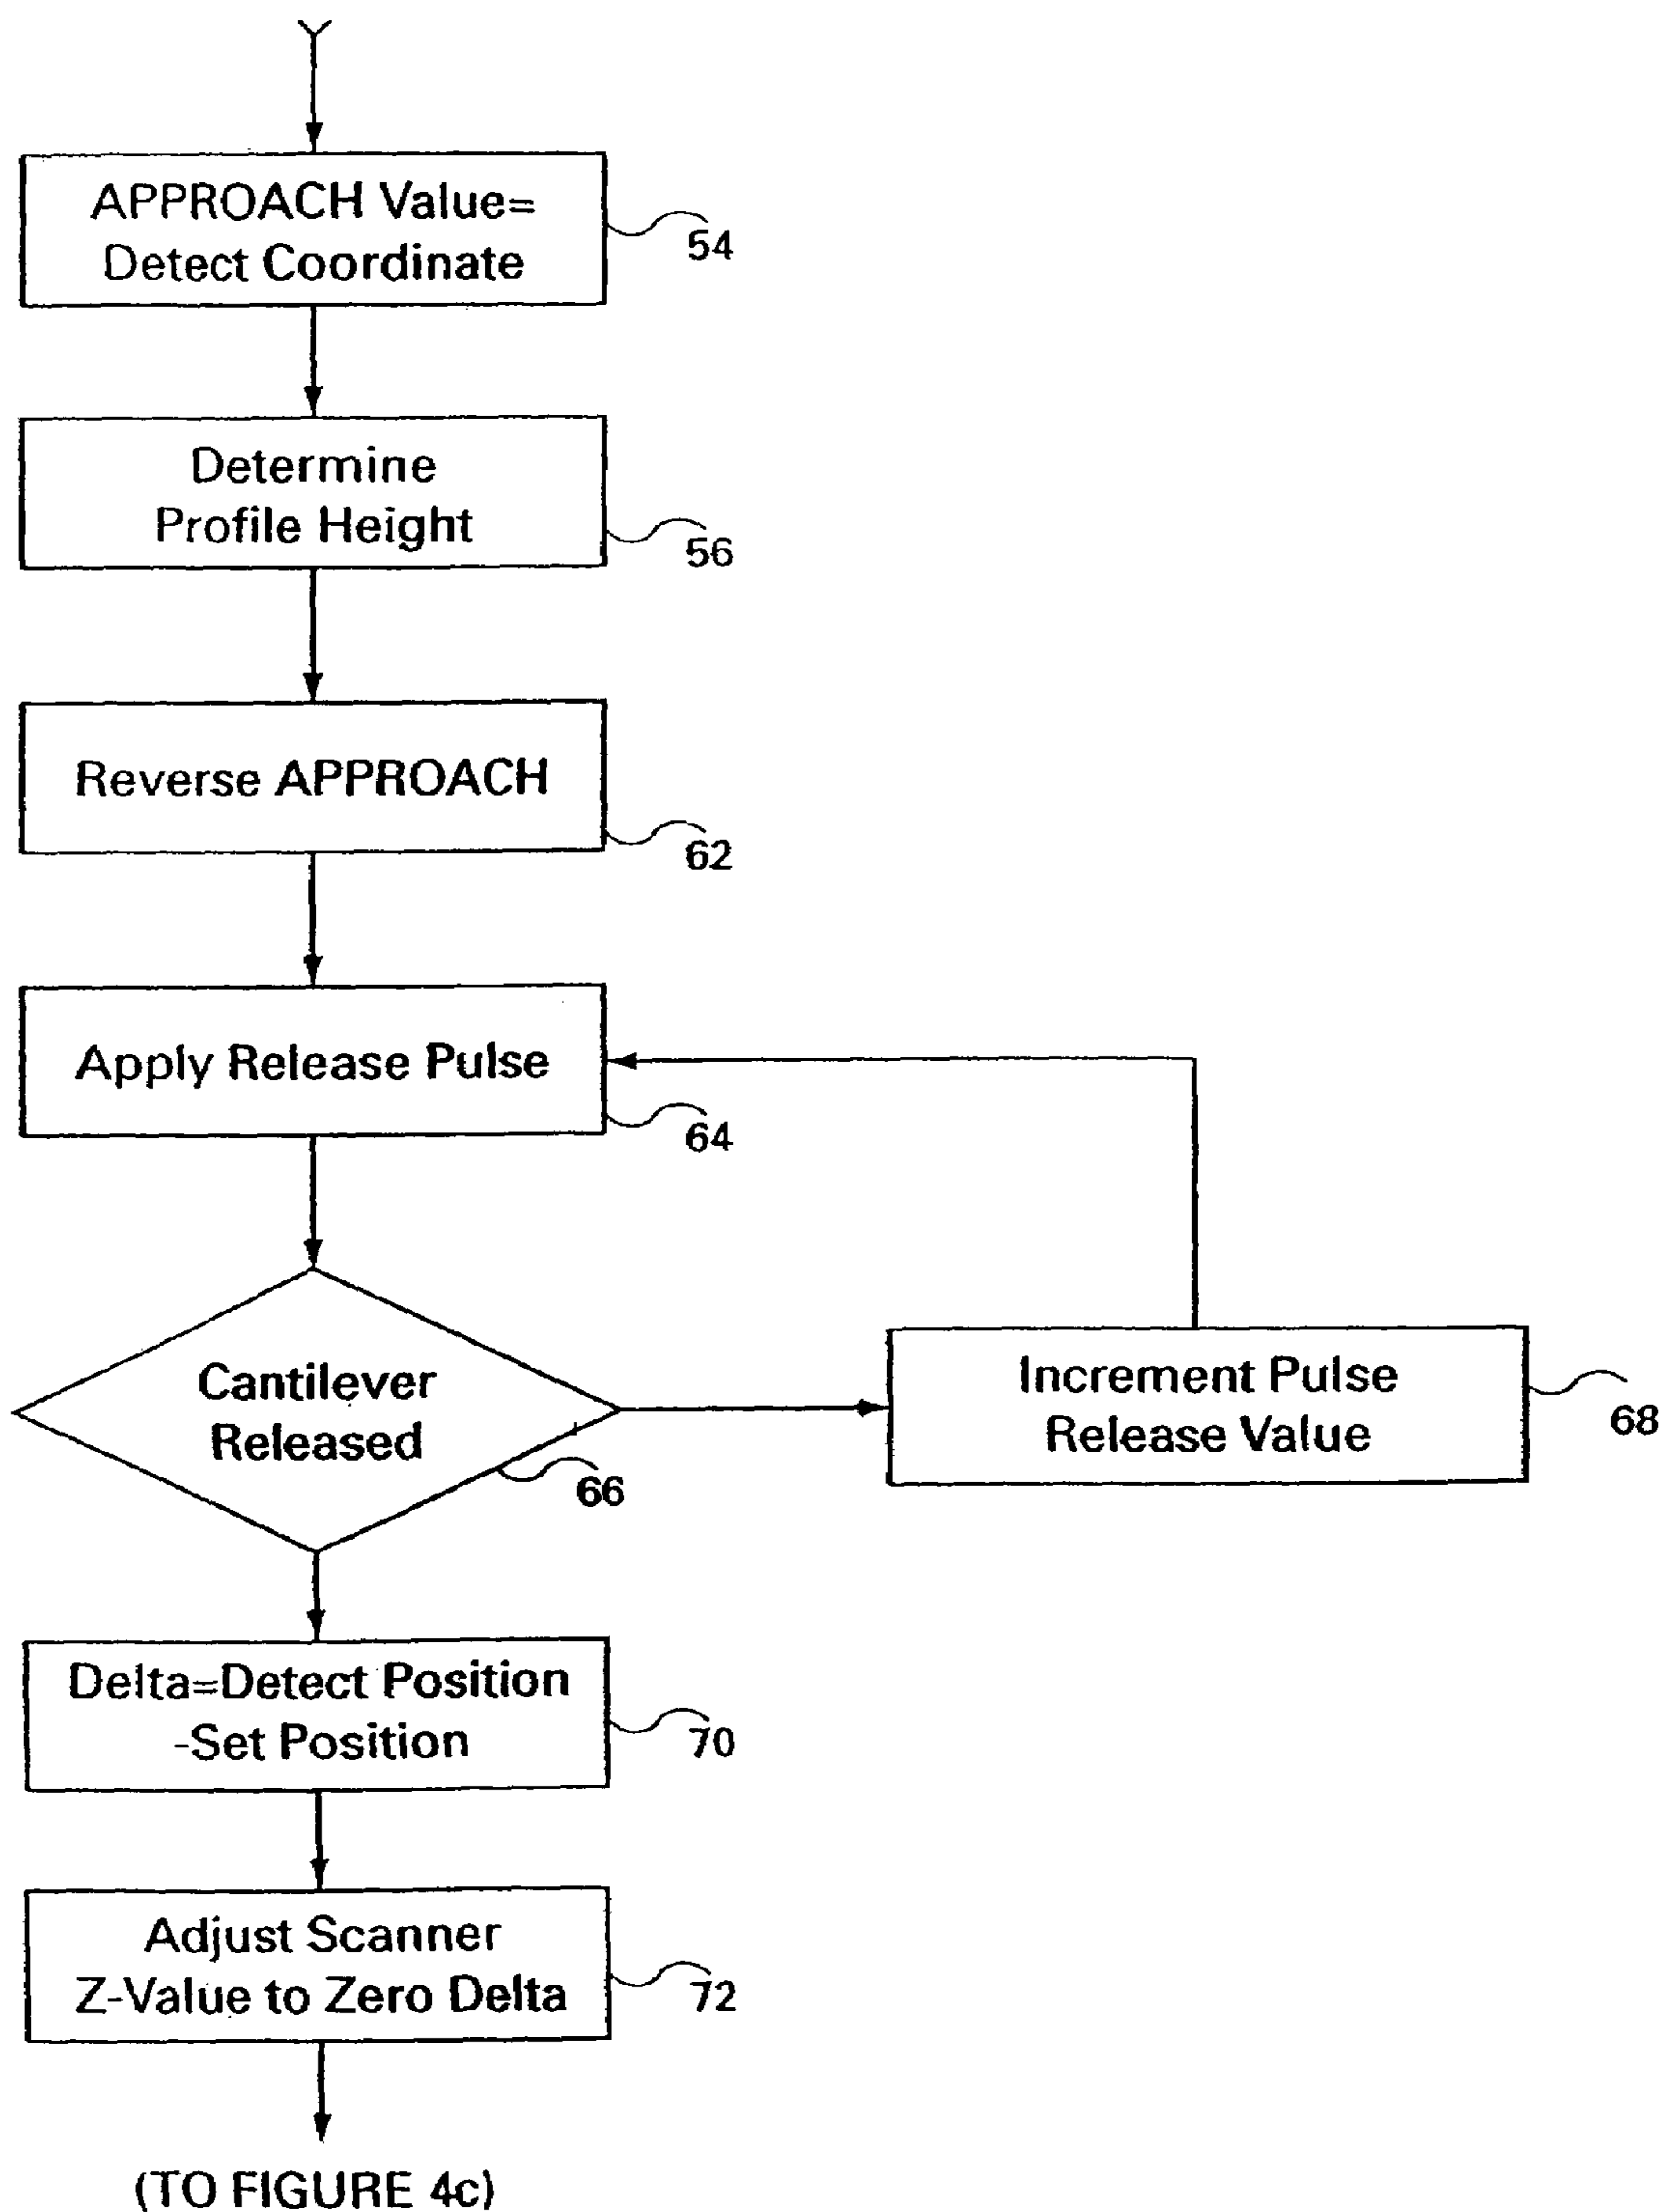 APPROACH Value=
Detect Coordinate
54
Determine
Profile Height
56
Reverse APPROACH
62
Apply Release Pulse
64
Cantilever
Released
66
Increment Pulse
Release Value
68
Delta=Detect Position
-Set Position
70
Adjust Scanner
Z-Value to Zero Delta
72
(TO FIGURE 4c)